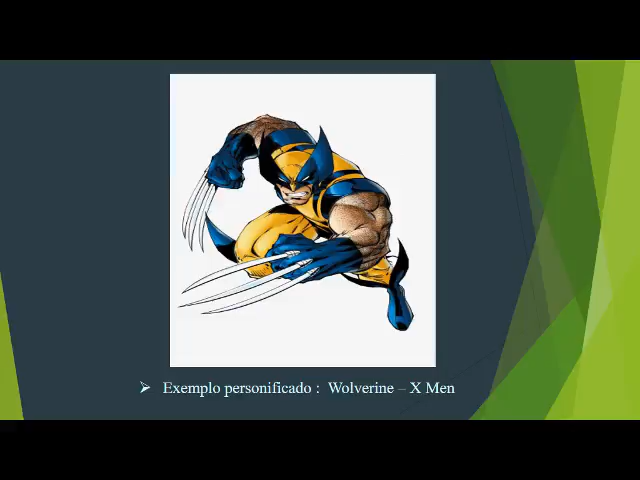 ➢ Exemplo personificado : Wolverine – X Men